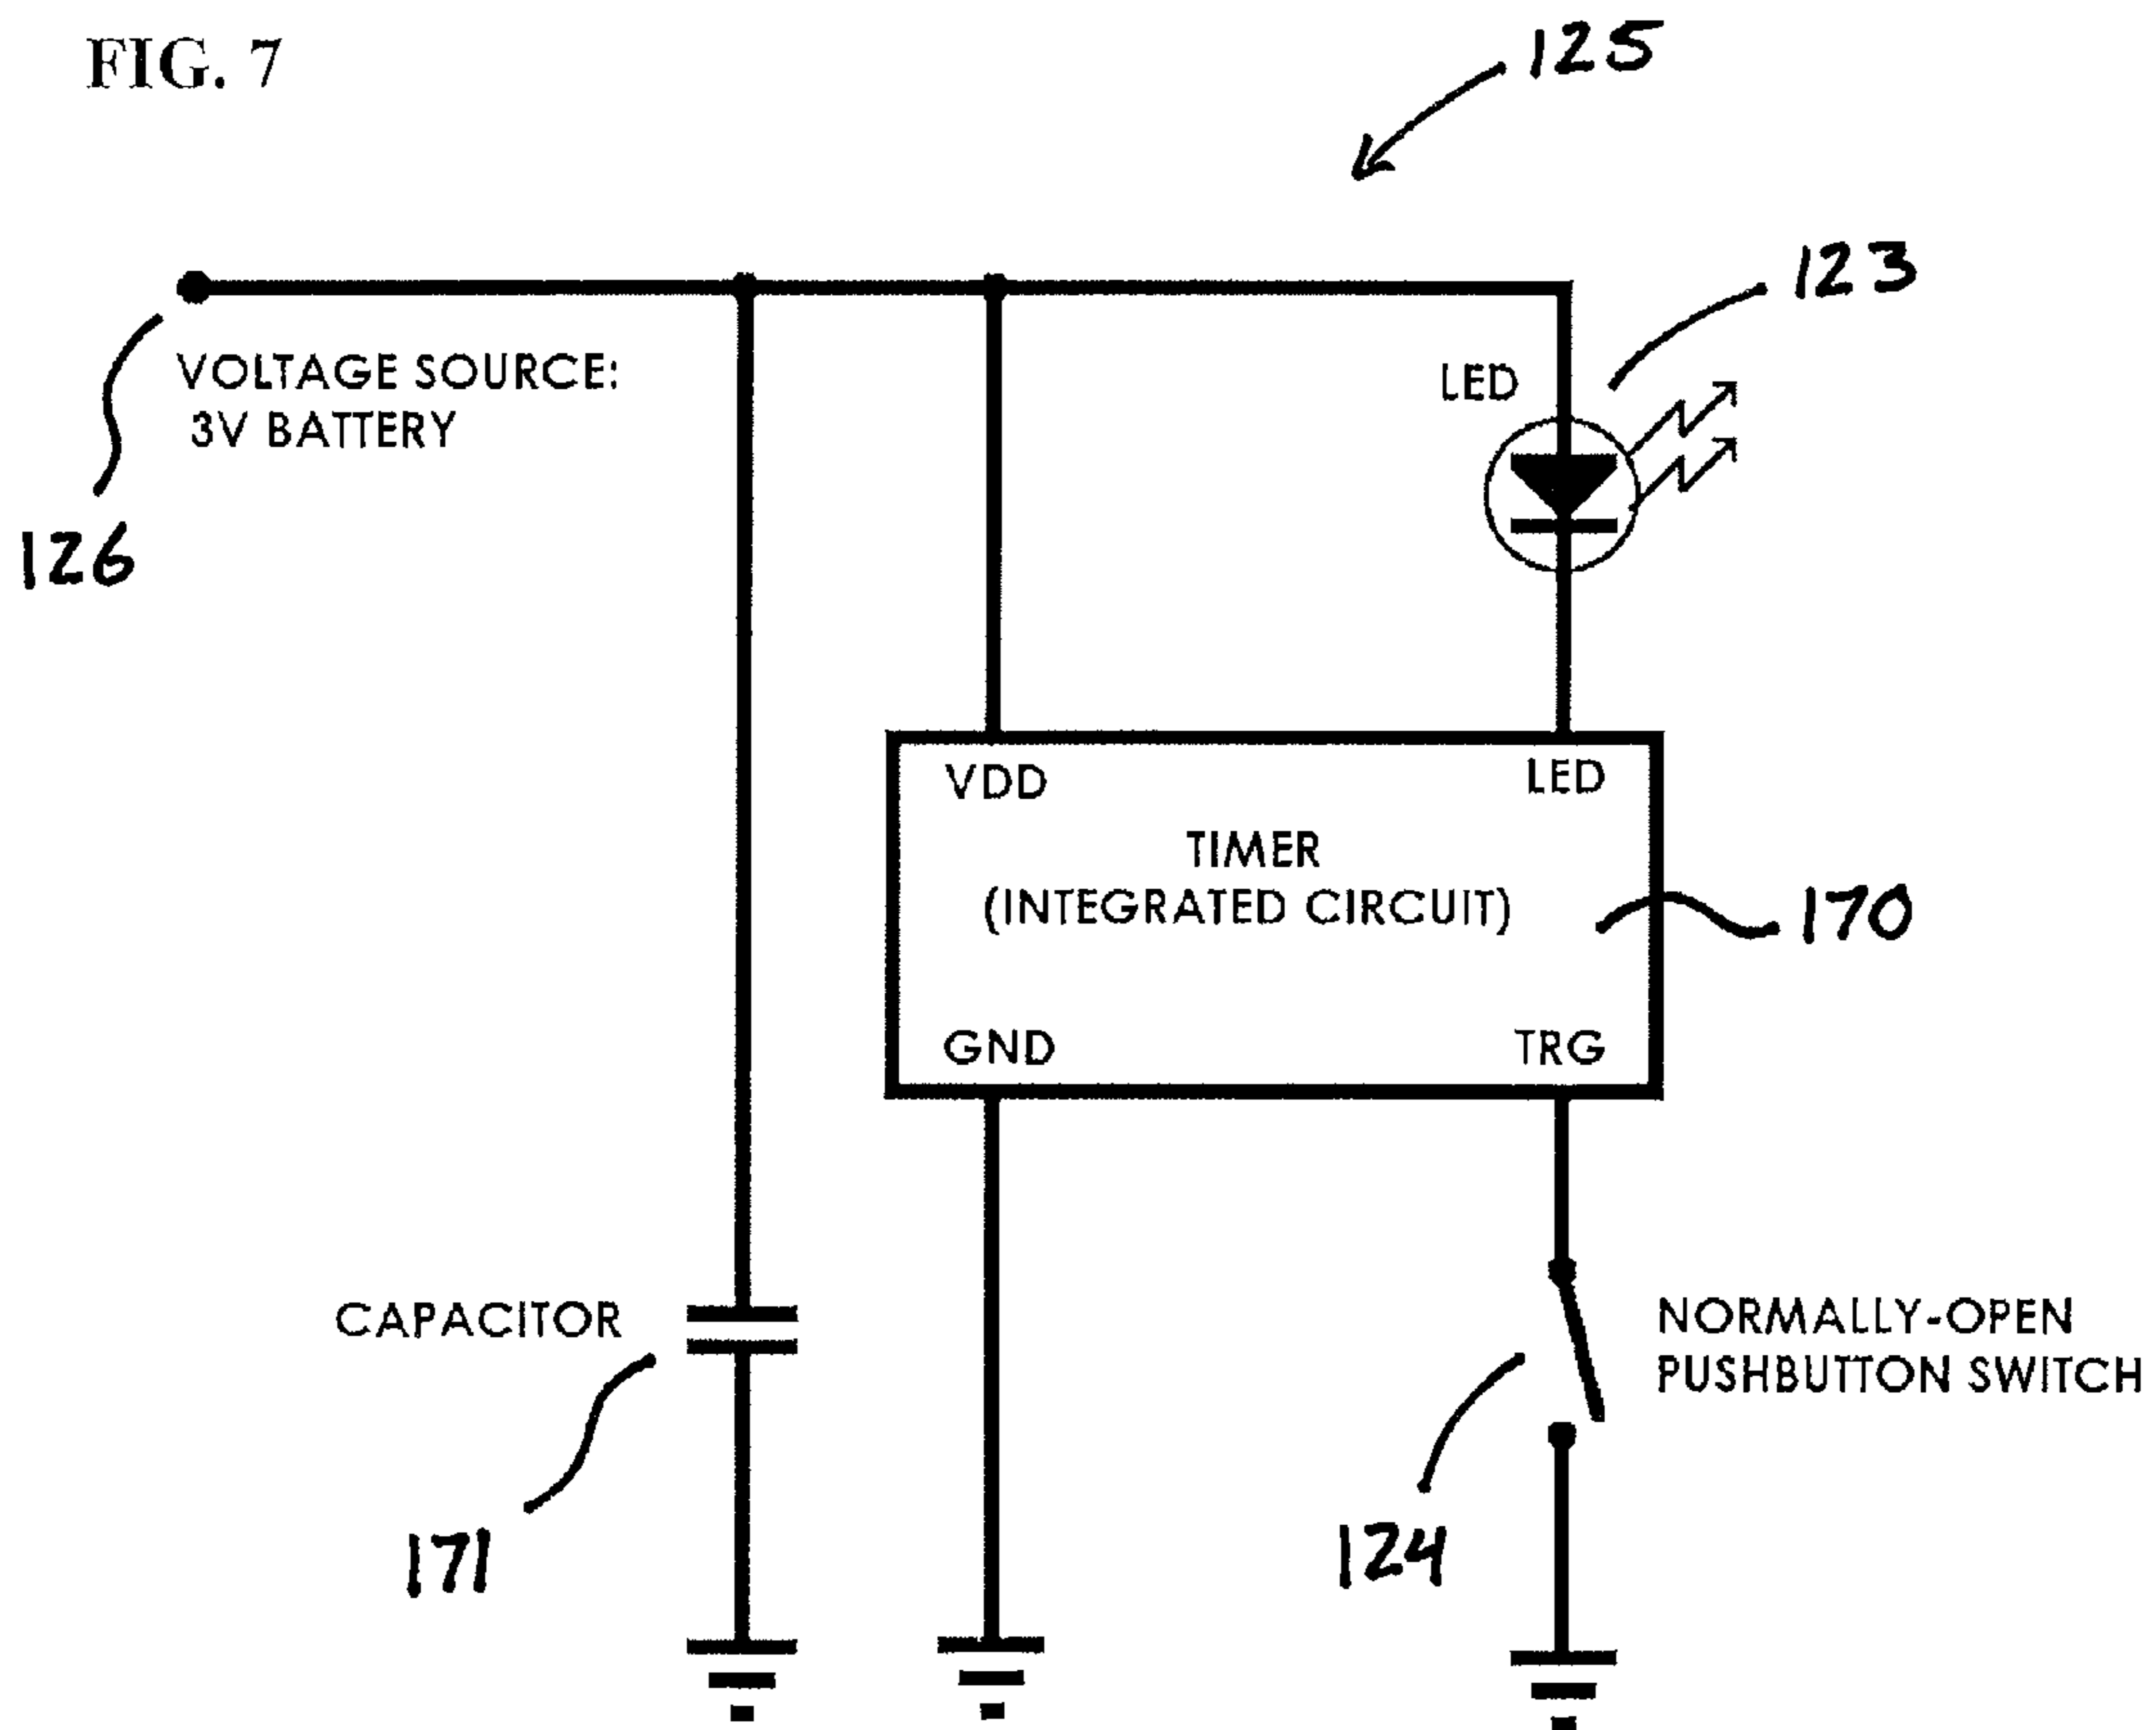 FIG. 7
125
123
VOLTAGE SOURCE:
3V BATTERY
LED
126
VDD
LED
TIMER
(INTEGRATED CIRCUIT)
170
GND
TRG
CAPACITOR
NORMALLY-OPEN
PUSHBUTTON SWITCH
171
124